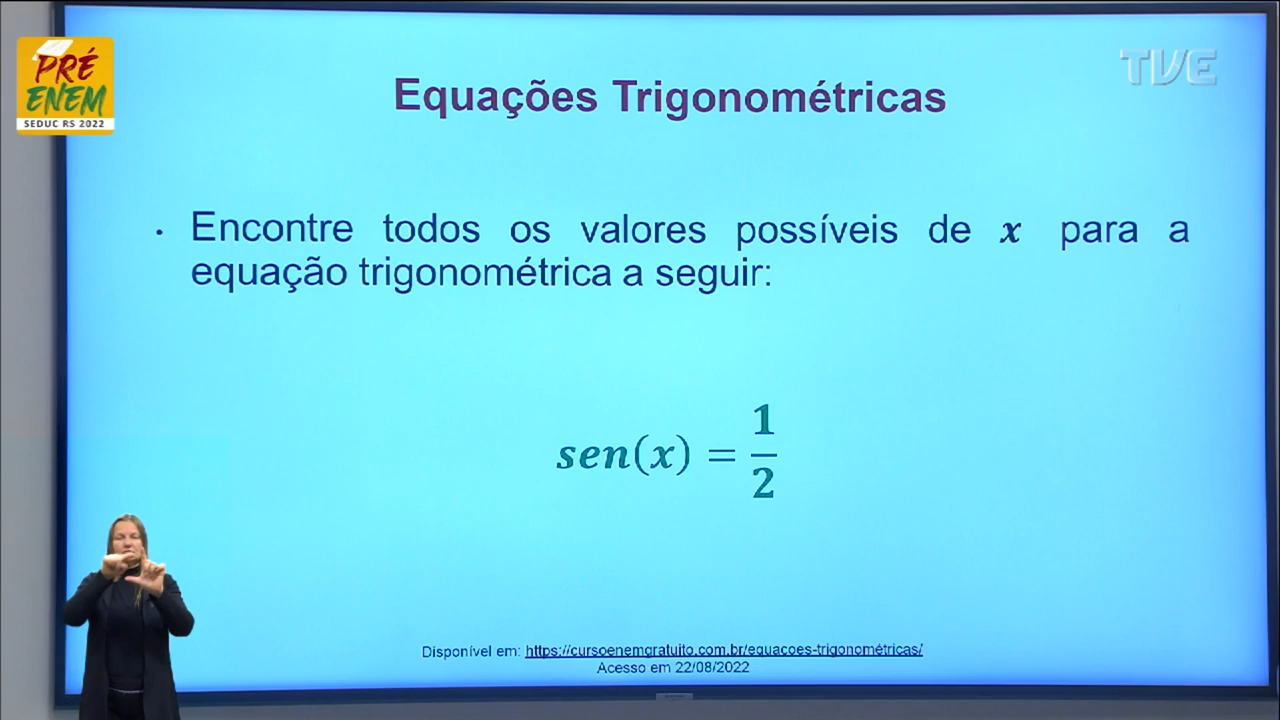 PRÉ
ENEM
SEDUC RS 2022
TVE
Equações Trigonométricas
• Encontre todos os valores possíveis de x para a
equação trigonométrica a seguir:
sen(x) = 1/2
Disponível em: https://cursoenemgratuito.com.br/equacoes-trigonométricas/
Acesso em 22/08/2022